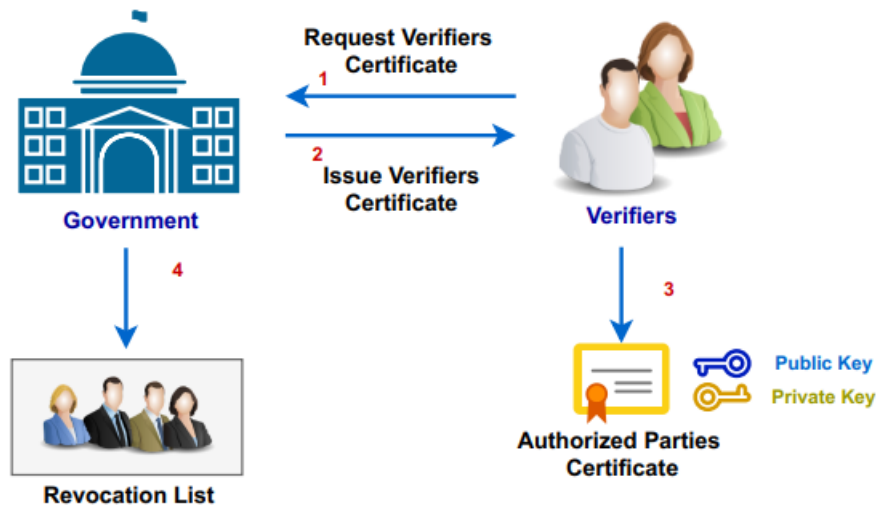 Request Verifiers
Certificate
1
2
Issue Verifiers
Certificate
Government
Verifiers
4
3
Public Key
Private Key
Authorized Parties
Certificate
Revocation List